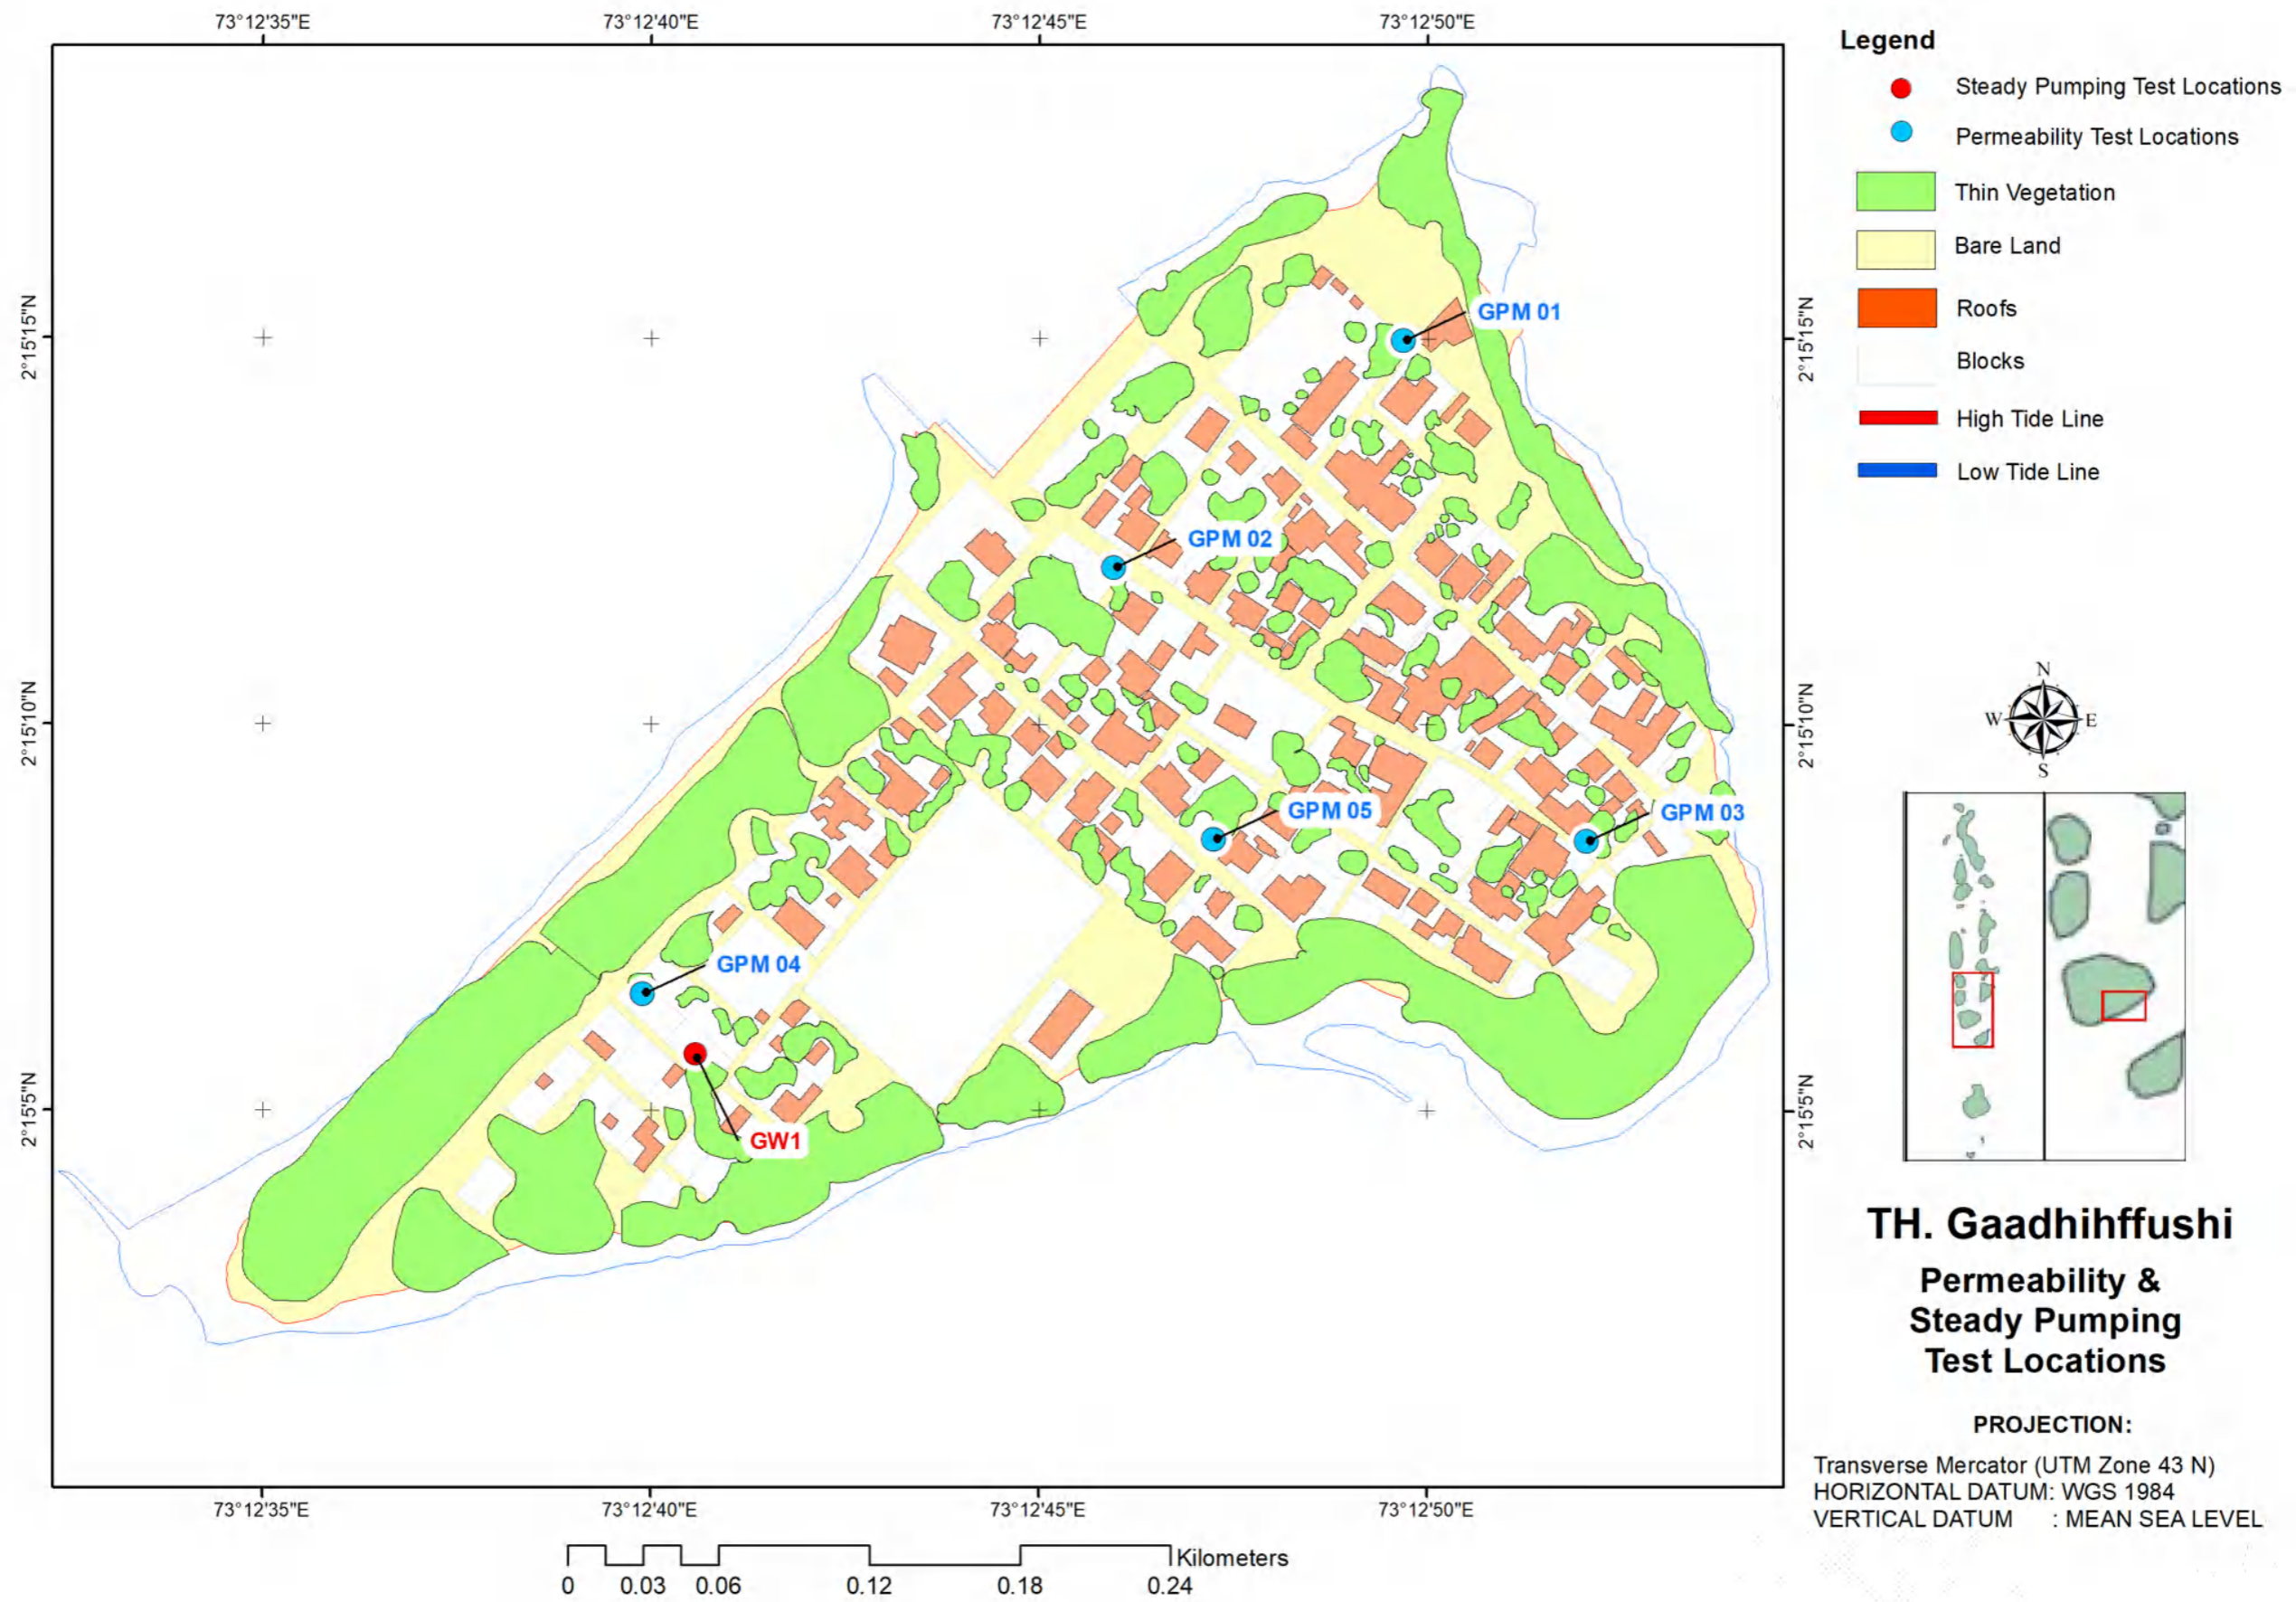 73°12'35"E
73°12'40"E
73°12'45"E
73°12'50"E
2°15'15"N
2°15'10"N
2°15'5"N
GPM 01
GPM 02
GPM 05
GPM 03
GPM 04
GW1
2°15'15"N
2°15'10"N
2°15'5"N
73°12'35"E
73°12'40"E
73°12'45"E
73°12'50"E
Kilometers
0 0.03 0.06 0.12 0.18 0.24
Legend
Steady Pumping Test Locations
Permeability Test Locations
Thin Vegetation
Bare Land
Roofs
Blocks
High Tide Line
Low Tide Line
N
W E
S
TH. Gaadhihffushi
Permeability &
Steady Pumping
Test Locations
PROJECTION:
Transverse Mercator (UTM Zone 43 N)
HORIZONTAL DATUM: WGS 1984
VERTICAL DATUM : MEAN SEA LEVEL